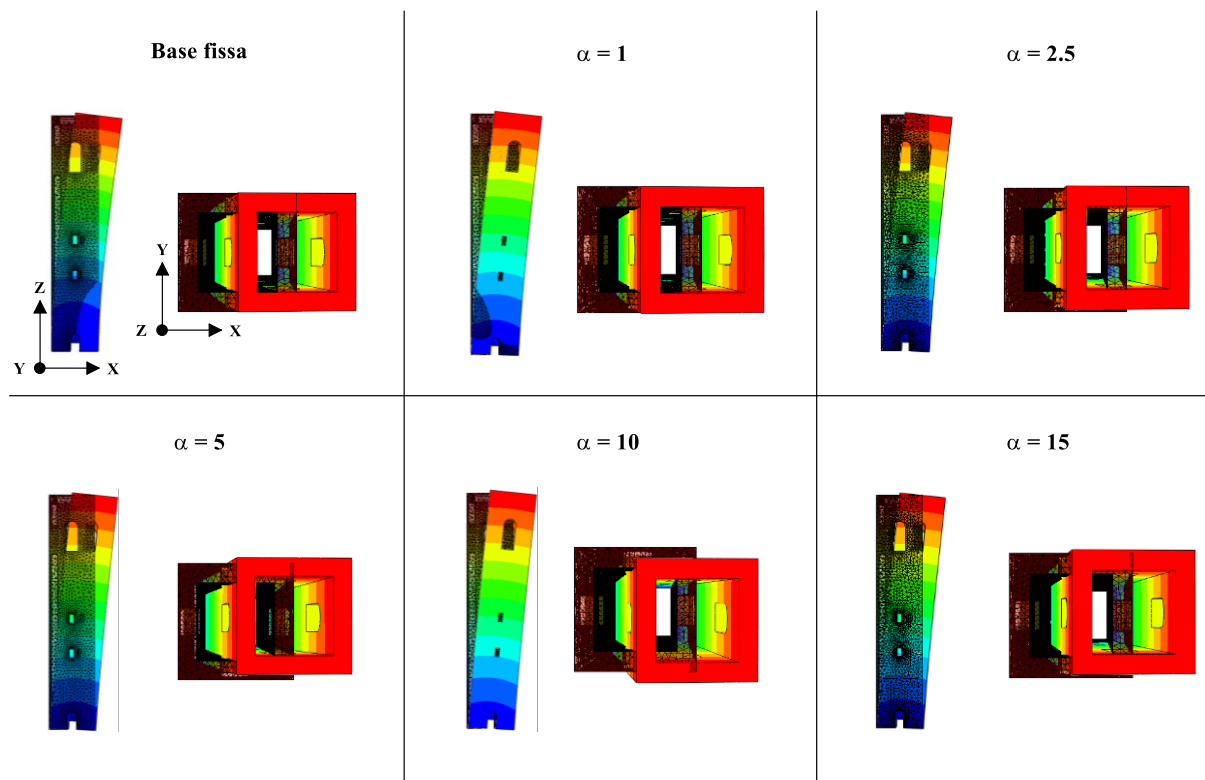 Base fissa
α = 1
α = 2.5
Y
Z
Z
X
Y
X
α = 5
α = 10
α = 15